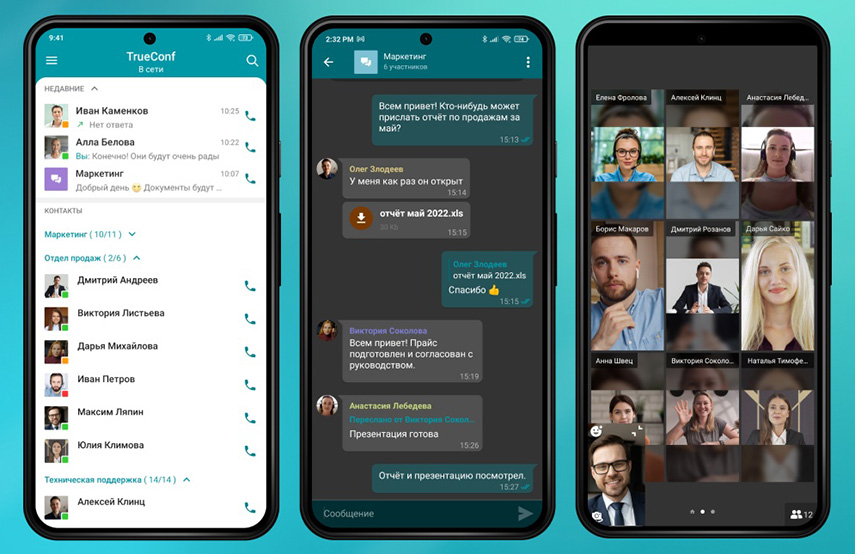 9:41
TrueConf
В сети
НЕДАВНИЕ
Иван Каменков
10:25
Нет ответа
Алла Белова
10:22
Вы: Конечно! Они будут очень рады
Маркетинг
10:07
Добрый день 😁 Документы будут ...
КОНТАКТЫ
Маркетинг ( 10/11 )
Отдел продаж ( 2/6 )
Дмитрий Андреев
Виктория Листьева
Дарья Михайлова
Иван Петров
Максим Ляпин
Юлия Климова
Техническая поддержка ( 14/14 )
Алексей Клинц
2:32 PM
Маркетинг
6 участников
Всем привет! Кто-нибудь может
прислать отчёт по продажам за
май?
15:13
Олег Злодеев
У меня как раз он открыт
15:14
отчёт май 2022.xls
15:15
Олег Злодеев
отчёт май 2022.xls
Спасибо 👍
15:15
Виктория Соколова
Всем привет! Прайс
подготовлен и согласован с
руководством.
15:19
Анастасия Лебедева
Переслано от Виктория Сокол...
Презентация готова
15:26
Отчёт и презентацию посмотрел.
15:27
Сообщение
Елена Фролова
Алексей Клинц
Анастасия Лебед...
Борис Макаров
Дмитрий Розанов
Дарья Сайко
Анна Швец
Виктория Соколо...
Наталья Тимофе...
12